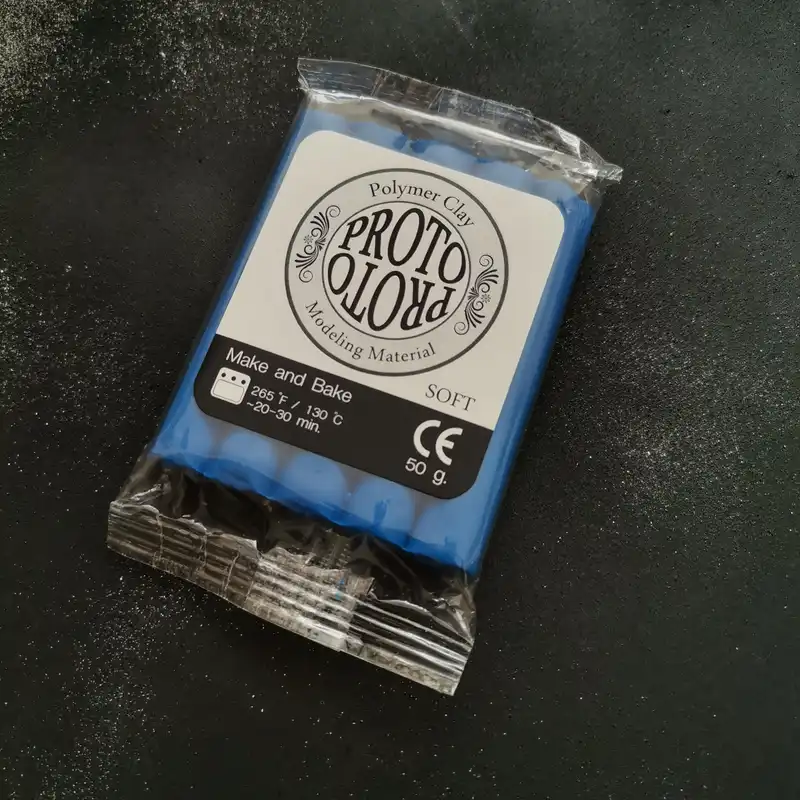 Polymer Clay
PROTO
PROTO
Modeling Material
SOFT
Make and Bake
265 °F / 130 °C
~20-30 min.
CE
50 g.